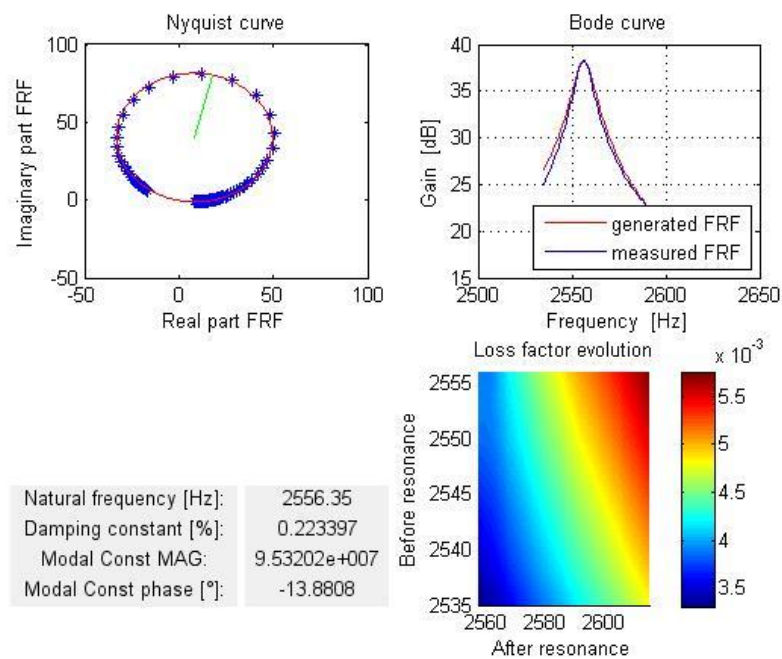 Nyquist curve
100
50
0
-50
-50
0
50
100
Imaginary part FRF
Real part FRF
Bode curve
40
35
30
25
20
15
2500
2550
2600
2650
Gain [dB]
Frequency [Hz]
generated FRF
measured FRF
Loss factor evolution
x 10^-3
2555
2550
2545
2540
2535
2560
2580
2600
Before resonance
After resonance
5.5
5
4.5
4
3.5
Natural frequency [Hz]: 2556.35
Damping constant [%]: 0.223397
Modal Const MAG: 9.53202e+007
Modal Const phase [°]: -13.8808